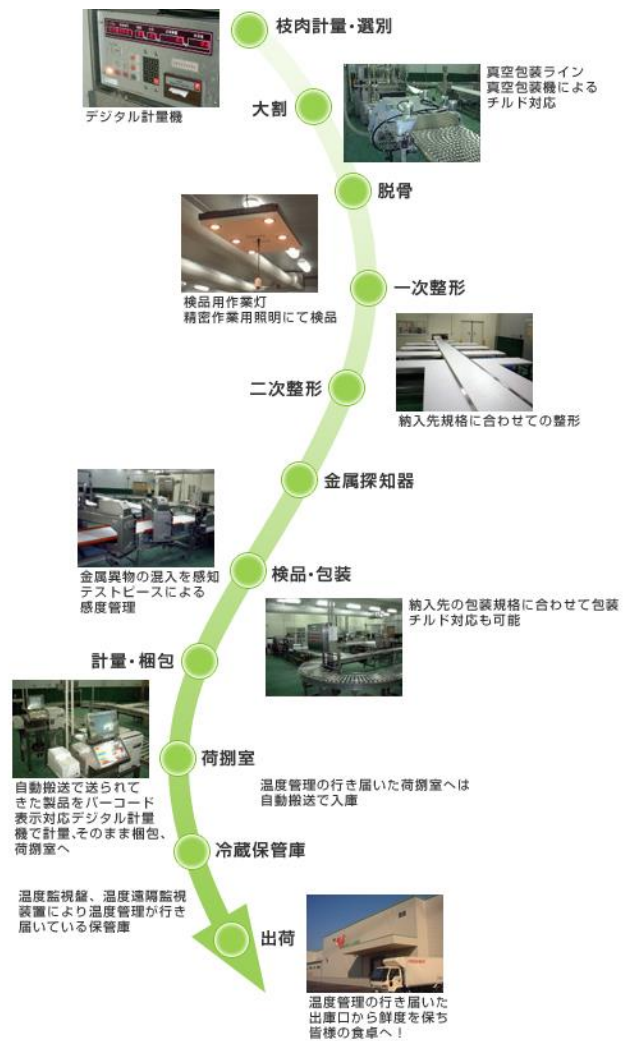 枝肉計量・選別
デジタル計量機
大割
真空包装ライン
真空包装機による
チルド対応
脱骨
検品用作業灯
精密作業用照明にて検品
一次整形
納入先規格に合わせての整形
二次整形
金属探知器
金属異物の混入を感知
テストピースによる
感度管理
検品・包装
納入先の包装規格に合わせて包装
チルド対応も可能
計量・梱包
自動搬送で送られて
きた製品をバーコード
表示対応デジタル計量
機で計量、そのまま梱包、
荷捌室へ
荷捌室
温度管理の行き届いた荷捌室へは
自動搬送で入庫
冷蔵保管庫
温度監視盤、温度遠隔監視
装置により温度管理が行き
届いている保管庫
出荷
温度管理の行き届いた
出庫口から鮮度を保ち
皆様の食卓へ！